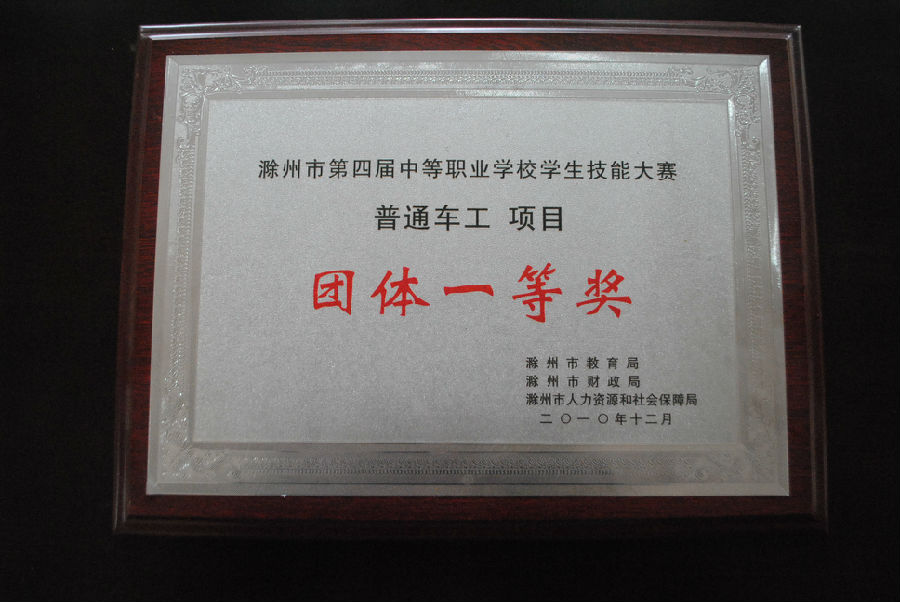 滁州市第四届中等职业学校学生技能大赛
普通车工 项目
团体一等奖
滁州市教育局
滁州市财政局
滁州市人力资源和社会保障局
二〇一〇年十二月